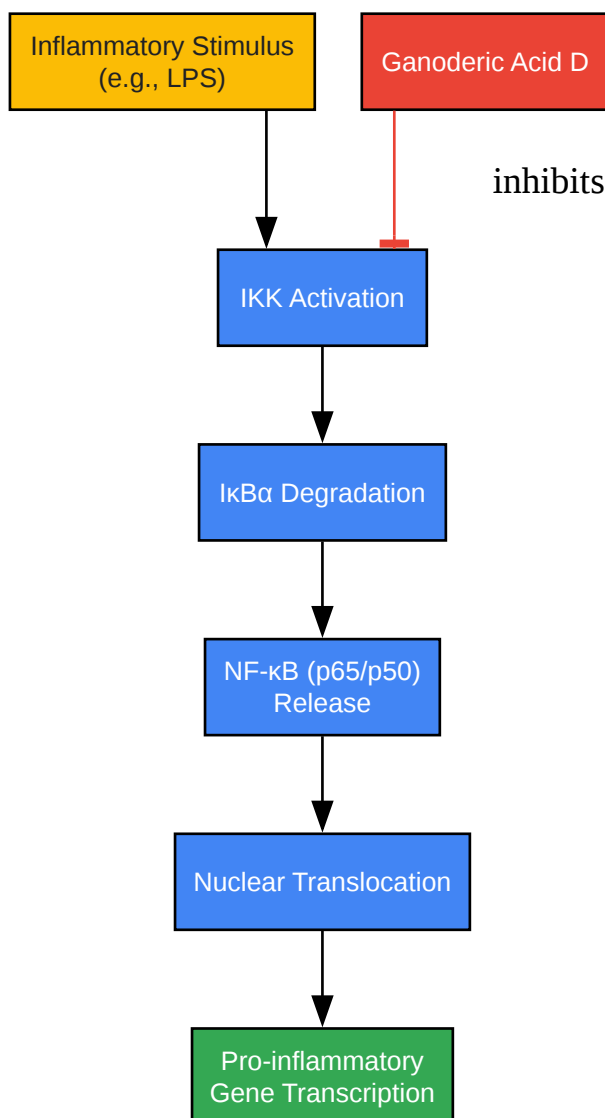 Inflammatory Stimulus
(e.g., LPS)
Ganoderic Acid D
inhibits
IKK Activation
IκBα Degradation
NF-κB (p65/p50)
Release
Nuclear Translocation
Pro-inflammatory
Gene Transcription